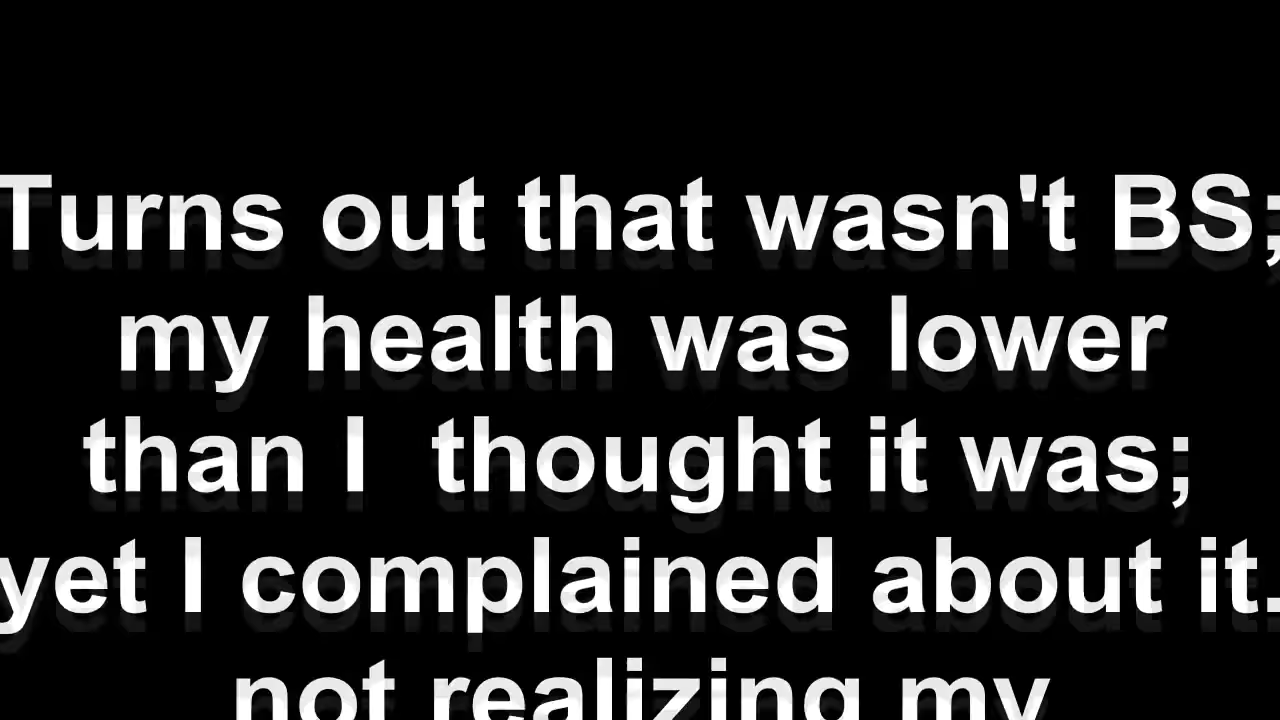 Turns out that wasn't BS;
my health was lower
than I  thought it was;
yet I complained about it.
not realizing my